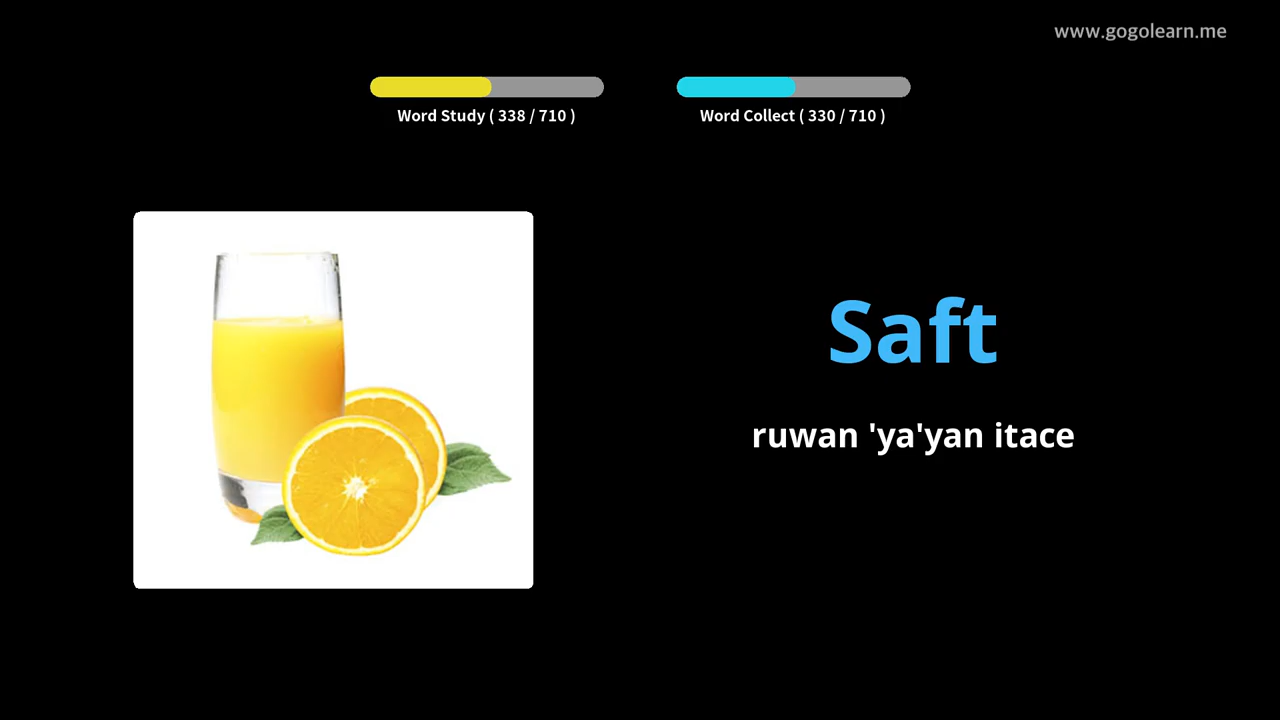 www.gogolearn.me
Word Study ( 338 / 710 )
Word Collect ( 330 / 710 )
Saft
ruwan 'ya'yan itace